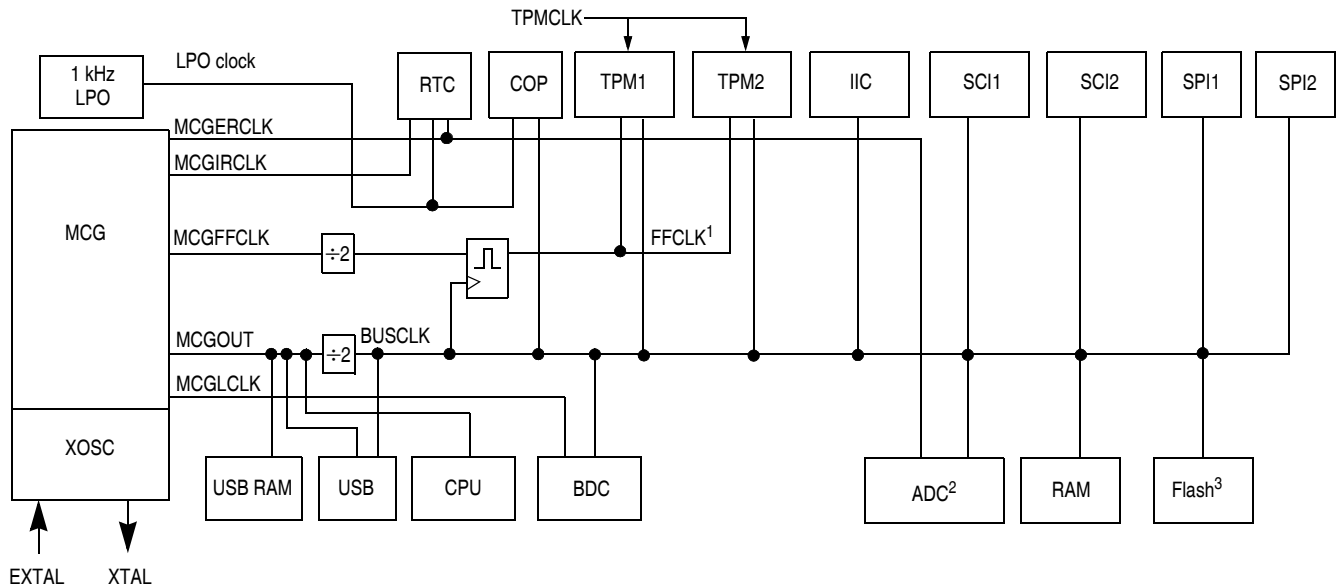 TPMCLK
1 kHz
LPO
LPO clock
RTC
COP
TPM1
TPM2
IIC
SCI1
SCI2
SPI1
SPI2
MCGERCLK
MCGIRCLK
MCG
MCGFFCLK
÷2
FFCLK1
MCGOUT
÷2
BUSCLK
MCGLCLK
XOSC
USB RAM
USB
CPU
BDC
ADC2
RAM
Flash3
EXTAL
XTAL